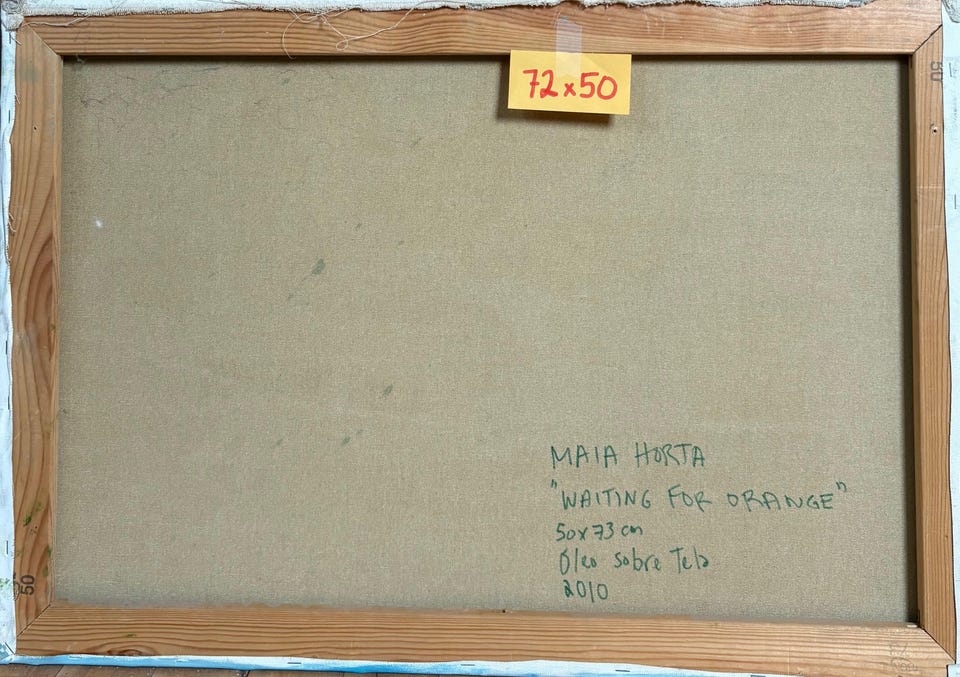 72x50
50
MAIA HORTA
"WAITING FOR ORANGE"
50x73 cm
Óleo sobre Tela
2010
50